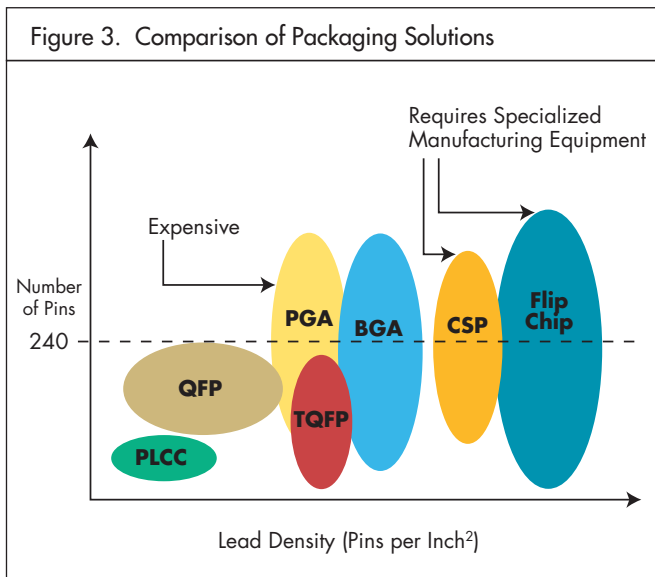 Figure 3. Comparison of Packaging Solutions
Requires Specialized
Manufacturing Equipment
Expensive
Number
of Pins
240
PGA
BGA
CSP
Flip
Chip
QFP
TQFP
PLCC
Lead Density (Pins per Inch²)